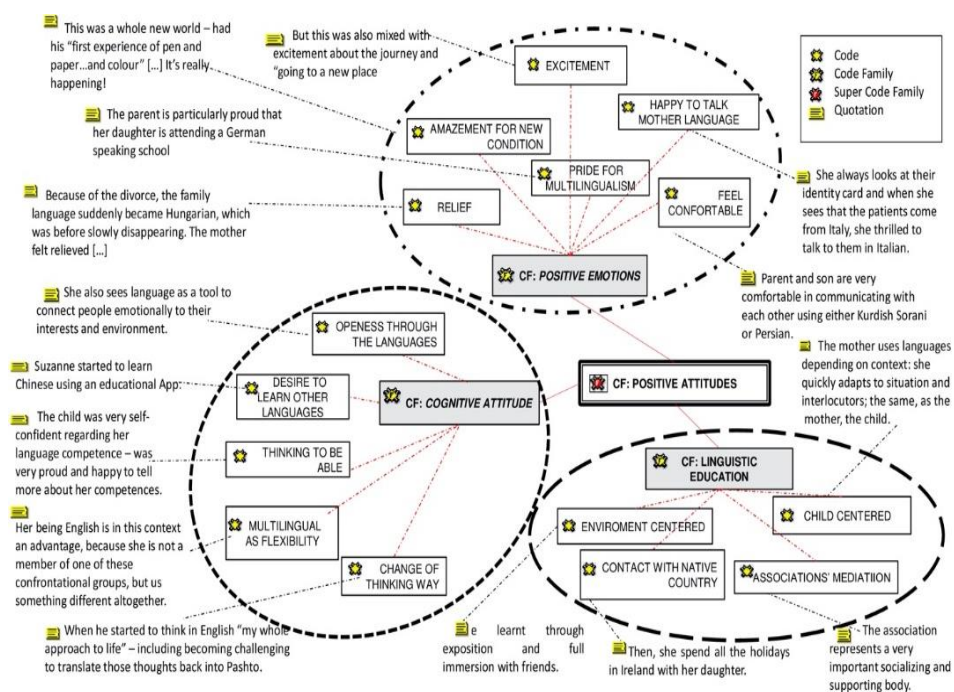 This was a whole new world – had
his “first experience of pen and
paper…and colour” […] It’s really
happening!
But this was also mixed with
excitement about the journey and
“going to a new place
EXCITEMENT
Code
Code Family
Super Code Family
Quotation
The parent is particularly proud that
her daughter is attending a German
speaking school
AMAZEMENT FOR NEW
CONDITION
HAPPY TO TALK
MOTHER LANGUAGE
PRIDE FOR
MULTILINGUALISM
Because of the divorce, the family
language suddenly became Hungarian, which
was before slowly disappearing. The mother
felt relieved […]
RELIEF
FEEL
CONFORTABLE
She always looks at their
identity card and when she
sees that the patients come
from Italy, she thrilled to
talk to them in Italian.
CF: POSITIVE EMOTIONS
Parent and son are very
comfortable in communicating with
each other using either Kurdish Sorani
or Persian.
She also sees language as a tool to
connect people emotionally to their
interests and environment.
OPENESS THROUGH
THE LANGUAGES
Suzanne started to learn
Chinese using an educational App.
DESIRE TO
LEARN OTHER
LANGUAGES
CF: COGNITIVE ATTITUDE
CF: POSITIVE ATTITUDES
The mother uses languages
depending on context: she
quickly adapts to situation and
interlocutors; the same, as the
mother, the child.
The child was very self-
confident regarding her
language competence – was
very proud and happy to tell
more about her competences.
THINKING TO BE
ABLE
CF: LINGUISTIC
EDUCATION
Her being English is in this context
an advantage, because she is not a
member of one of these
confrontational groups, but us
something different altogether.
MULTILINGUAL
AS FLEXIBILITY
CHANGE OF
THINKING WAY
ENVIROMENT CENTERED
CHILD CENTERED
CONTACT WITH NATIVE
COUNTRY
ASSOCIATIONS’ MEDIATIION
When he started to think in English “my whole
approach to life” – including becoming challenging
to translate those thoughts back into Pashto.
e learnt through
exposition and full
immersion with friends.
Then, she spend all the holidays
in Ireland with her daughter.
The association
represents a very
important socializing and
supporting body.